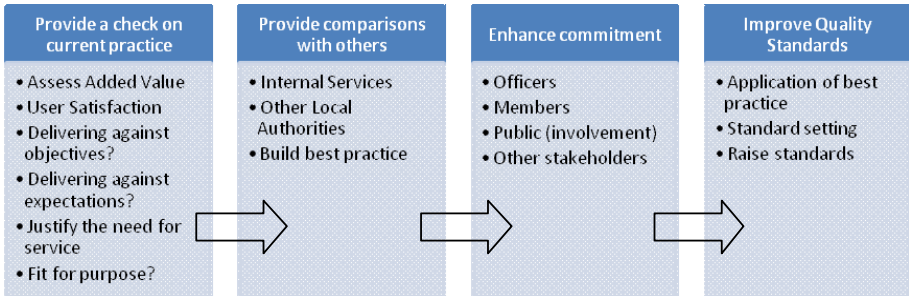 Provide a check on
current practice
• Assess Added Value
• User Satisfaction
• Delivering against
objectives?
• Delivering against
expectations?
• Justify the need for
service
• Fit for purpose?
Provide comparisons
with others
• Internal Services
• Other Local
Authorities
• Build best practice
Enhance commitment
• Officers
• Members
• Public (involvement)
• Other stakeholders
Improve Quality
Standards
• Application of best
practice
• Standard setting
• Raise standards